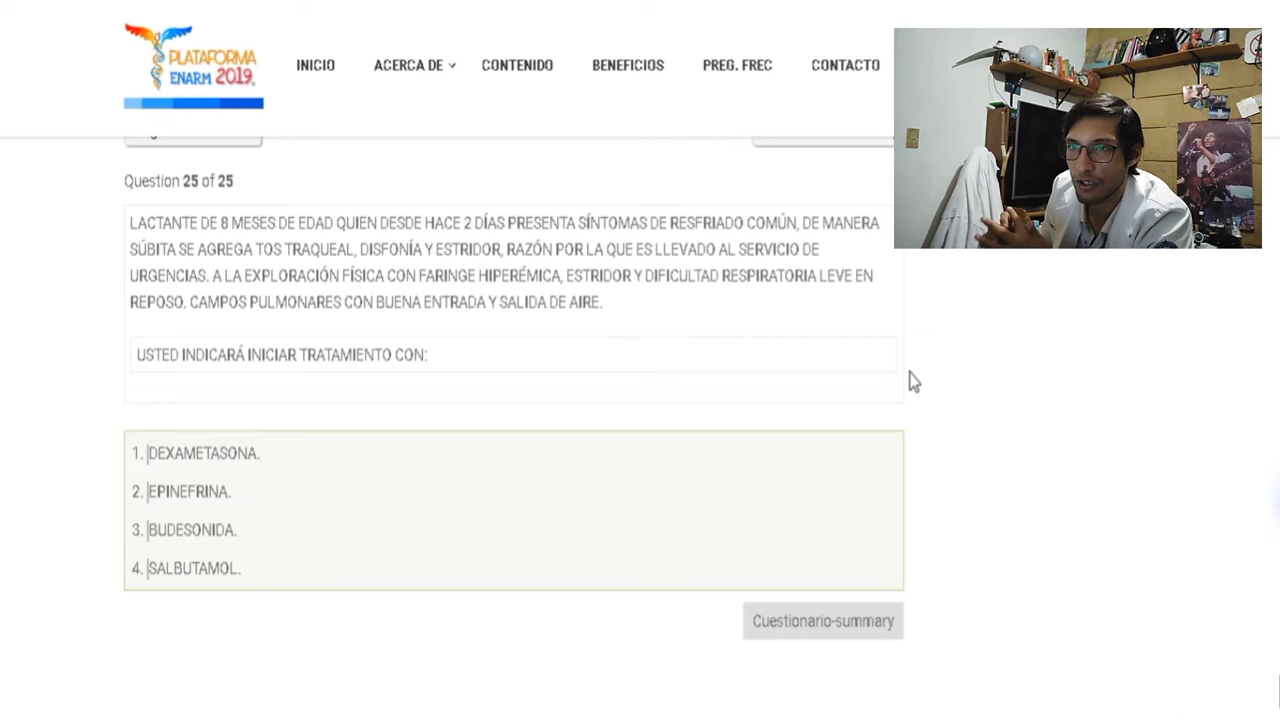 PLATAFORMA
ENARM 2019
INICIO
ACERCA DE
CONTENIDO
BENEFICIOS
PREG. FREC
CONTACTO
Question 25 of 25
LACTANTE DE 8 MESES DE EDAD QUIEN DESDE HACE 2 DÍAS PRESENTA SÍNTOMAS DE RESFRIADO COMÚN, DE MANERA
SÚBITA SE AGREGA TOS TRAQUEAL, DISFONÍA Y ESTRIDOR, RAZÓN POR LA QUE ES LLEVADO AL SERVICIO DE
URGENCIAS. A LA EXPLORACIÓN FÍSICA CON FARINGE HIPERÉMICA, ESTRIDOR Y DIFICULTAD RESPIRATORIA LEVE EN
REPOSO. CAMPOS PULMONARES CON BUENA ENTRADA Y SALIDA DE AIRE.
USTED INDICARÁ INICIAR TRATAMIENTO CON:
1. DEXAMETASONA.
2. EPINEFRINA.
3. BUDESONIDA.
4. SALBUTAMOL.
Cuestionario-summary